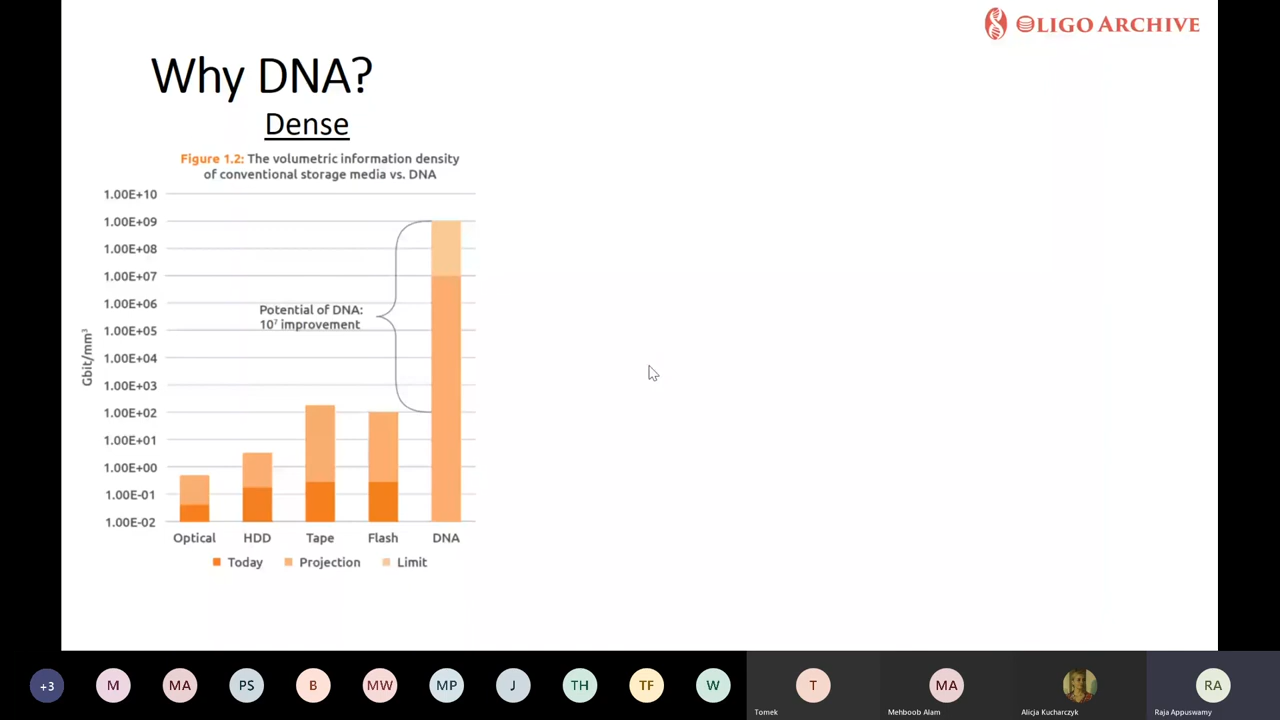 OLIGO ARCHIVE
Why DNA?
Dense
Figure 1.2: The volumetric information density
of conventional storage media vs. DNA
1.00E+10
1.00E+09
1.00E+08
1.00E+07
1.00E+06
1.00E+05
1.00E+04
1.00E+03
1.00E+02
1.00E+01
1.00E+00
1.00E-01
1.00E-02
Gbit/mm³
Potential of DNA:
10⁷ improvement
Optical HDD Tape Flash DNA
Today Projection Limit
+3 M MA PS B MW MP J TH TF W T MA RA
Tomek Mehboob Alam Alicja Kucharczyk Raja Appuswamy